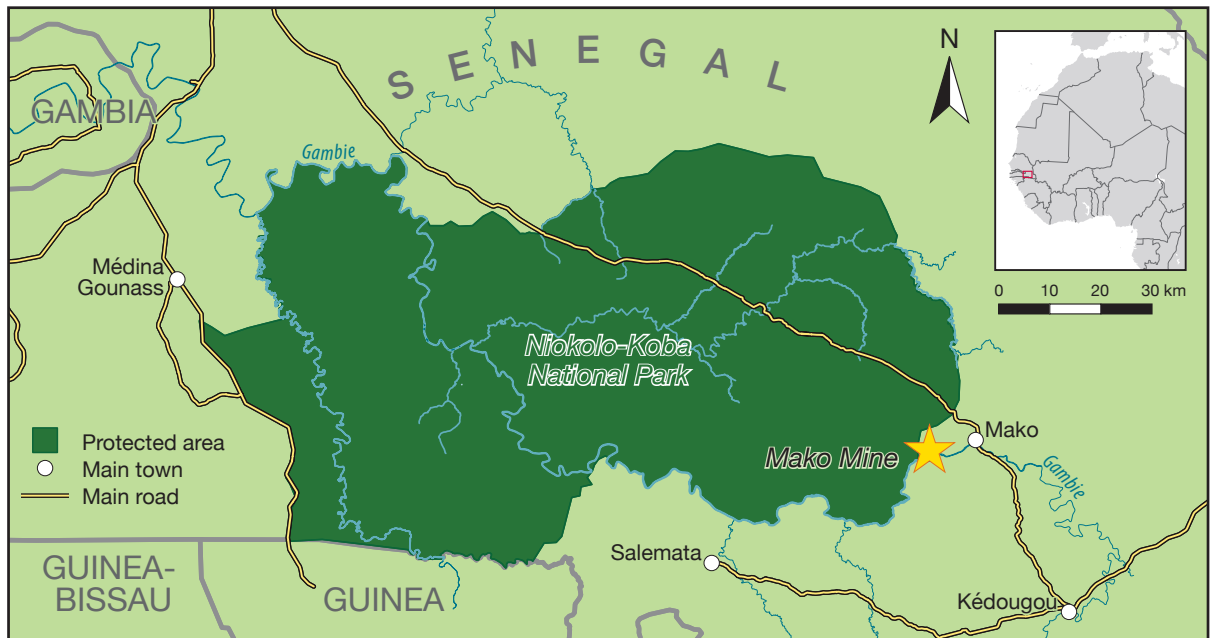 SENEGAL
N
GAMBIA
Gambie
Médina
Gounass
0 10 20 30 km
Niokolo-Koba
National Park
Mako
Mako Mine
Gambie
Protected area
Main town
Main road
Salemata
Kédougou
GUINEA-
BISSAU
GUINEA